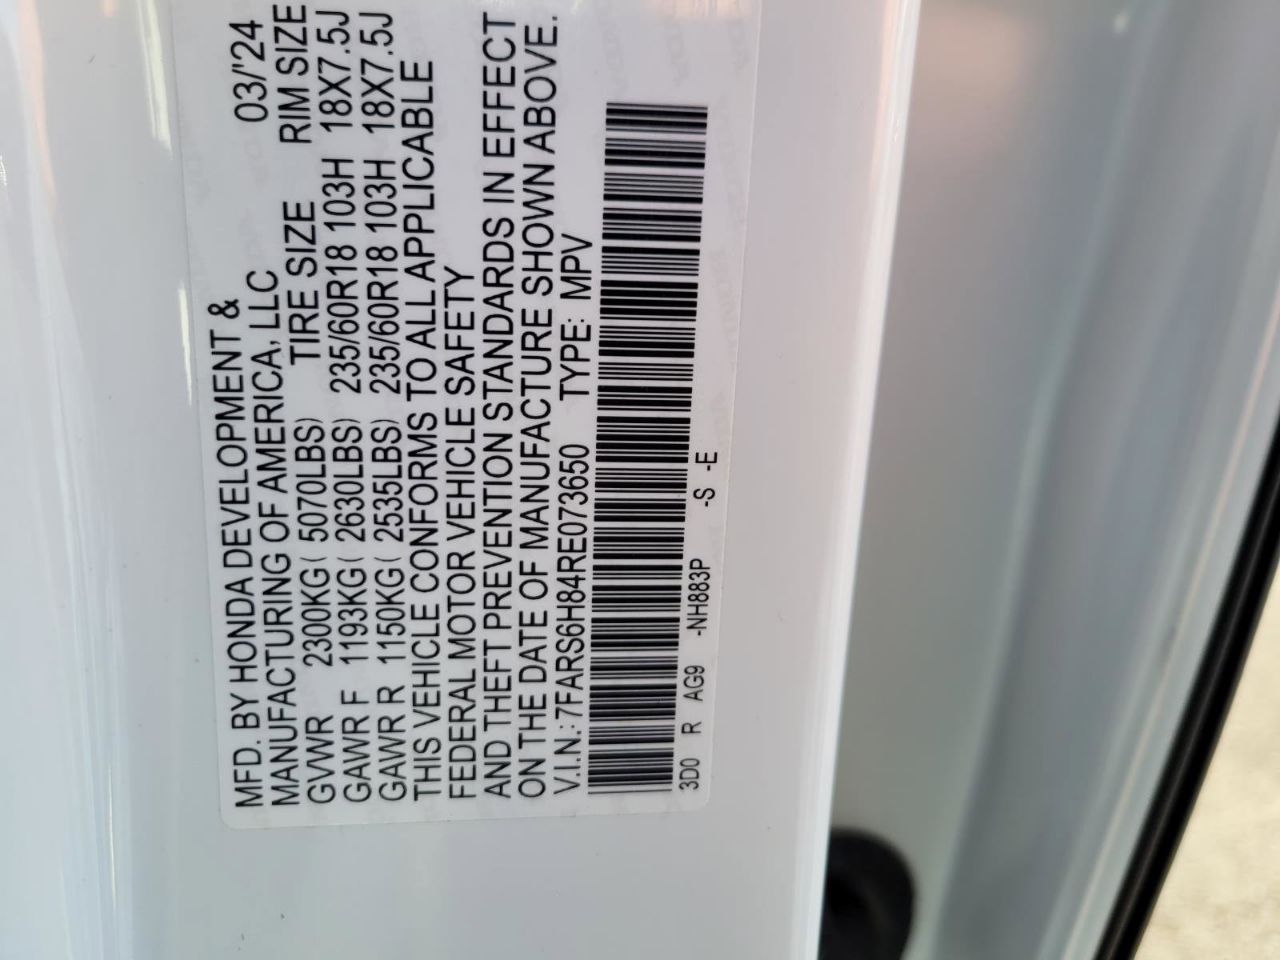 MFD. BY HONDA DEVELOPMENT &
MANUFACTURING OF AMERICA, LLC 03/'24
GVWR 2300KG( 5070LBS) TIRE SIZE RIM SIZE
GAWR F 1193KG( 2630LBS) 235/60R18 103H 18X7.5J
GAWR R 1150KG( 2535LBS) 235/60R18 103H 18X7.5J
THIS VEHICLE CONFORMS TO ALL APPLICABLE
FEDERAL MOTOR VEHICLE SAFETY
AND THEFT PREVENTION STANDARDS IN EFFECT
ON THE DATE OF MANUFACTURE SHOWN ABOVE.
V.I.N.: 7FARS6H84RE073650 TYPE: MPV
3D0 R AG9 -NH883P -S -E